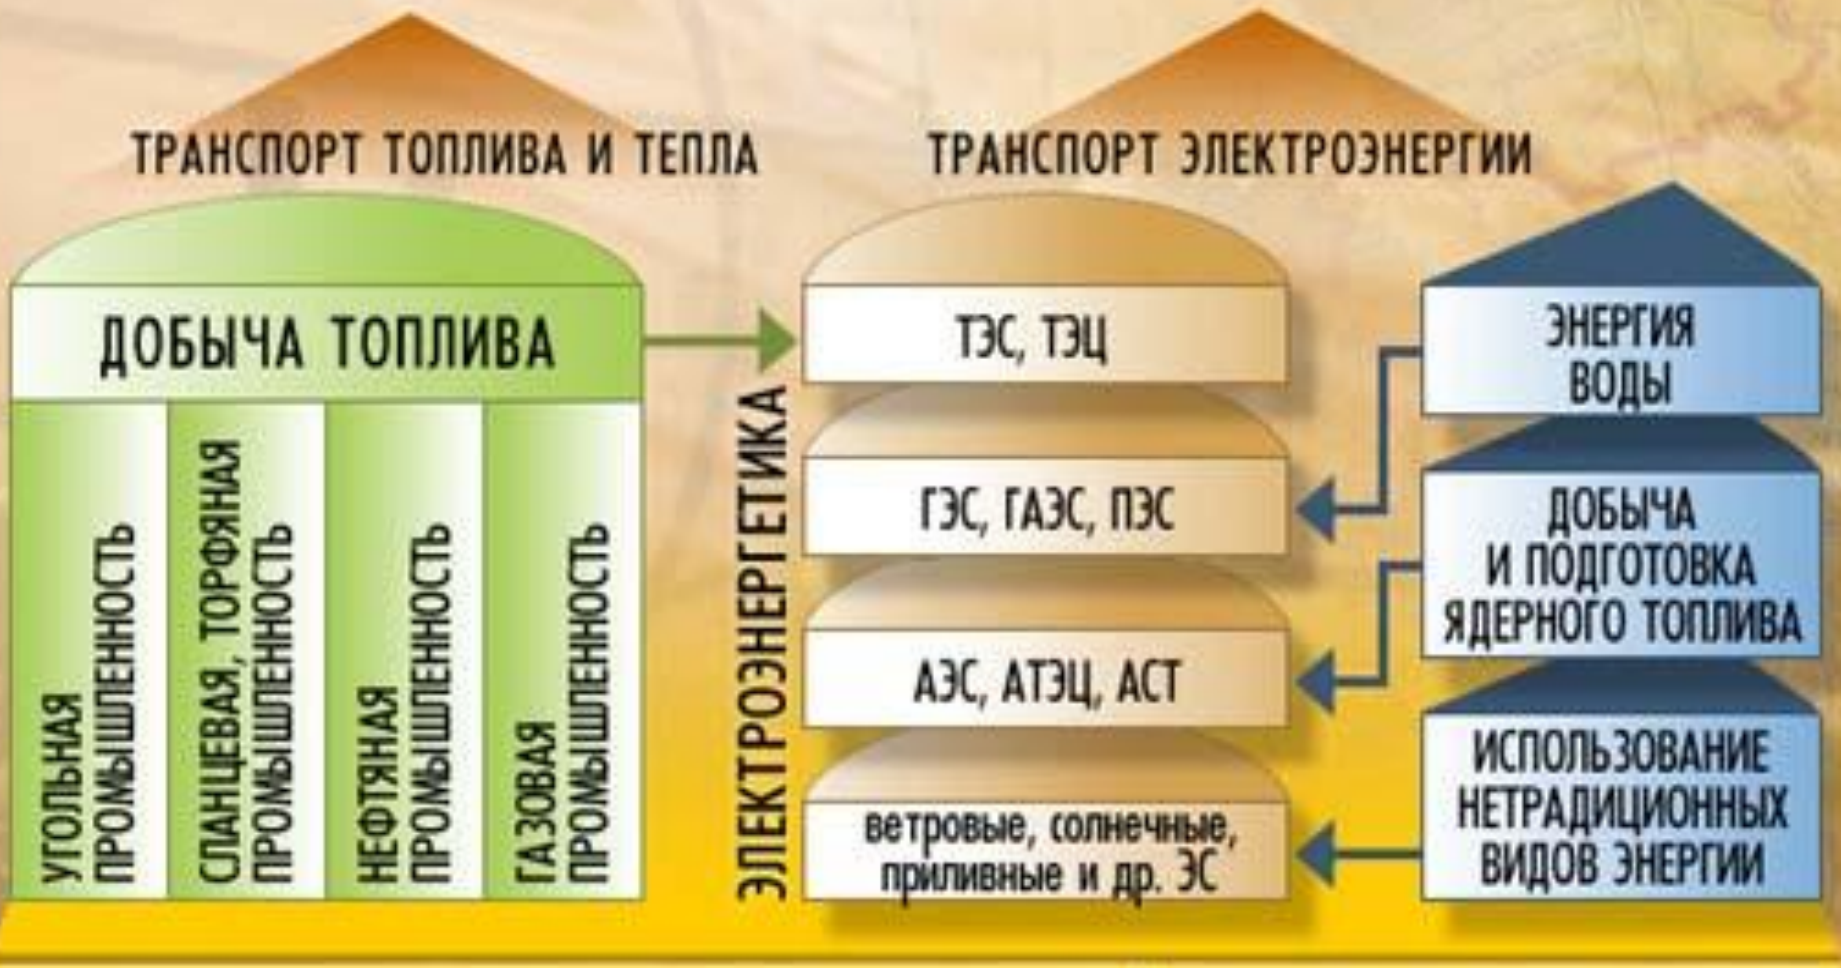 ТРАНСПОРТ ТОПЛИВА И ТЕПЛА
ДОБЫЧА ТОПЛИВА
УГОЛЬНАЯ
ПРОМЫШЛЕННОСТЬ
СЛАНЦЕВАЯ, ТОРФЯНАЯ
ПРОМЫШЛЕННОСТЬ
НЕФТЯНАЯ
ПРОМЫШЛЕННОСТЬ
ГАЗОВАЯ
ПРОМЫШЛЕННОСТЬ
ТРАНСПОРТ ЭЛЕКТРОЭНЕРГИИ
ЭЛЕКТРОЭНЕРГЕТИКА
ТЭС, ТЭЦ
ГЭС, ГАЭС, ПЭС
АЭС, АТЭЦ, АСТ
ветровые, солнечные,
приливные и др. ЭС
ЭНЕРГИЯ
ВОДЫ
ДОБЫЧА
И ПОДГОТОВКА
ЯДЕРНОГО ТОПЛИВА
ИСПОЛЬЗОВАНИЕ
НЕТРАДИЦИОННЫХ
ВИДОВ ЭНЕРГИИ